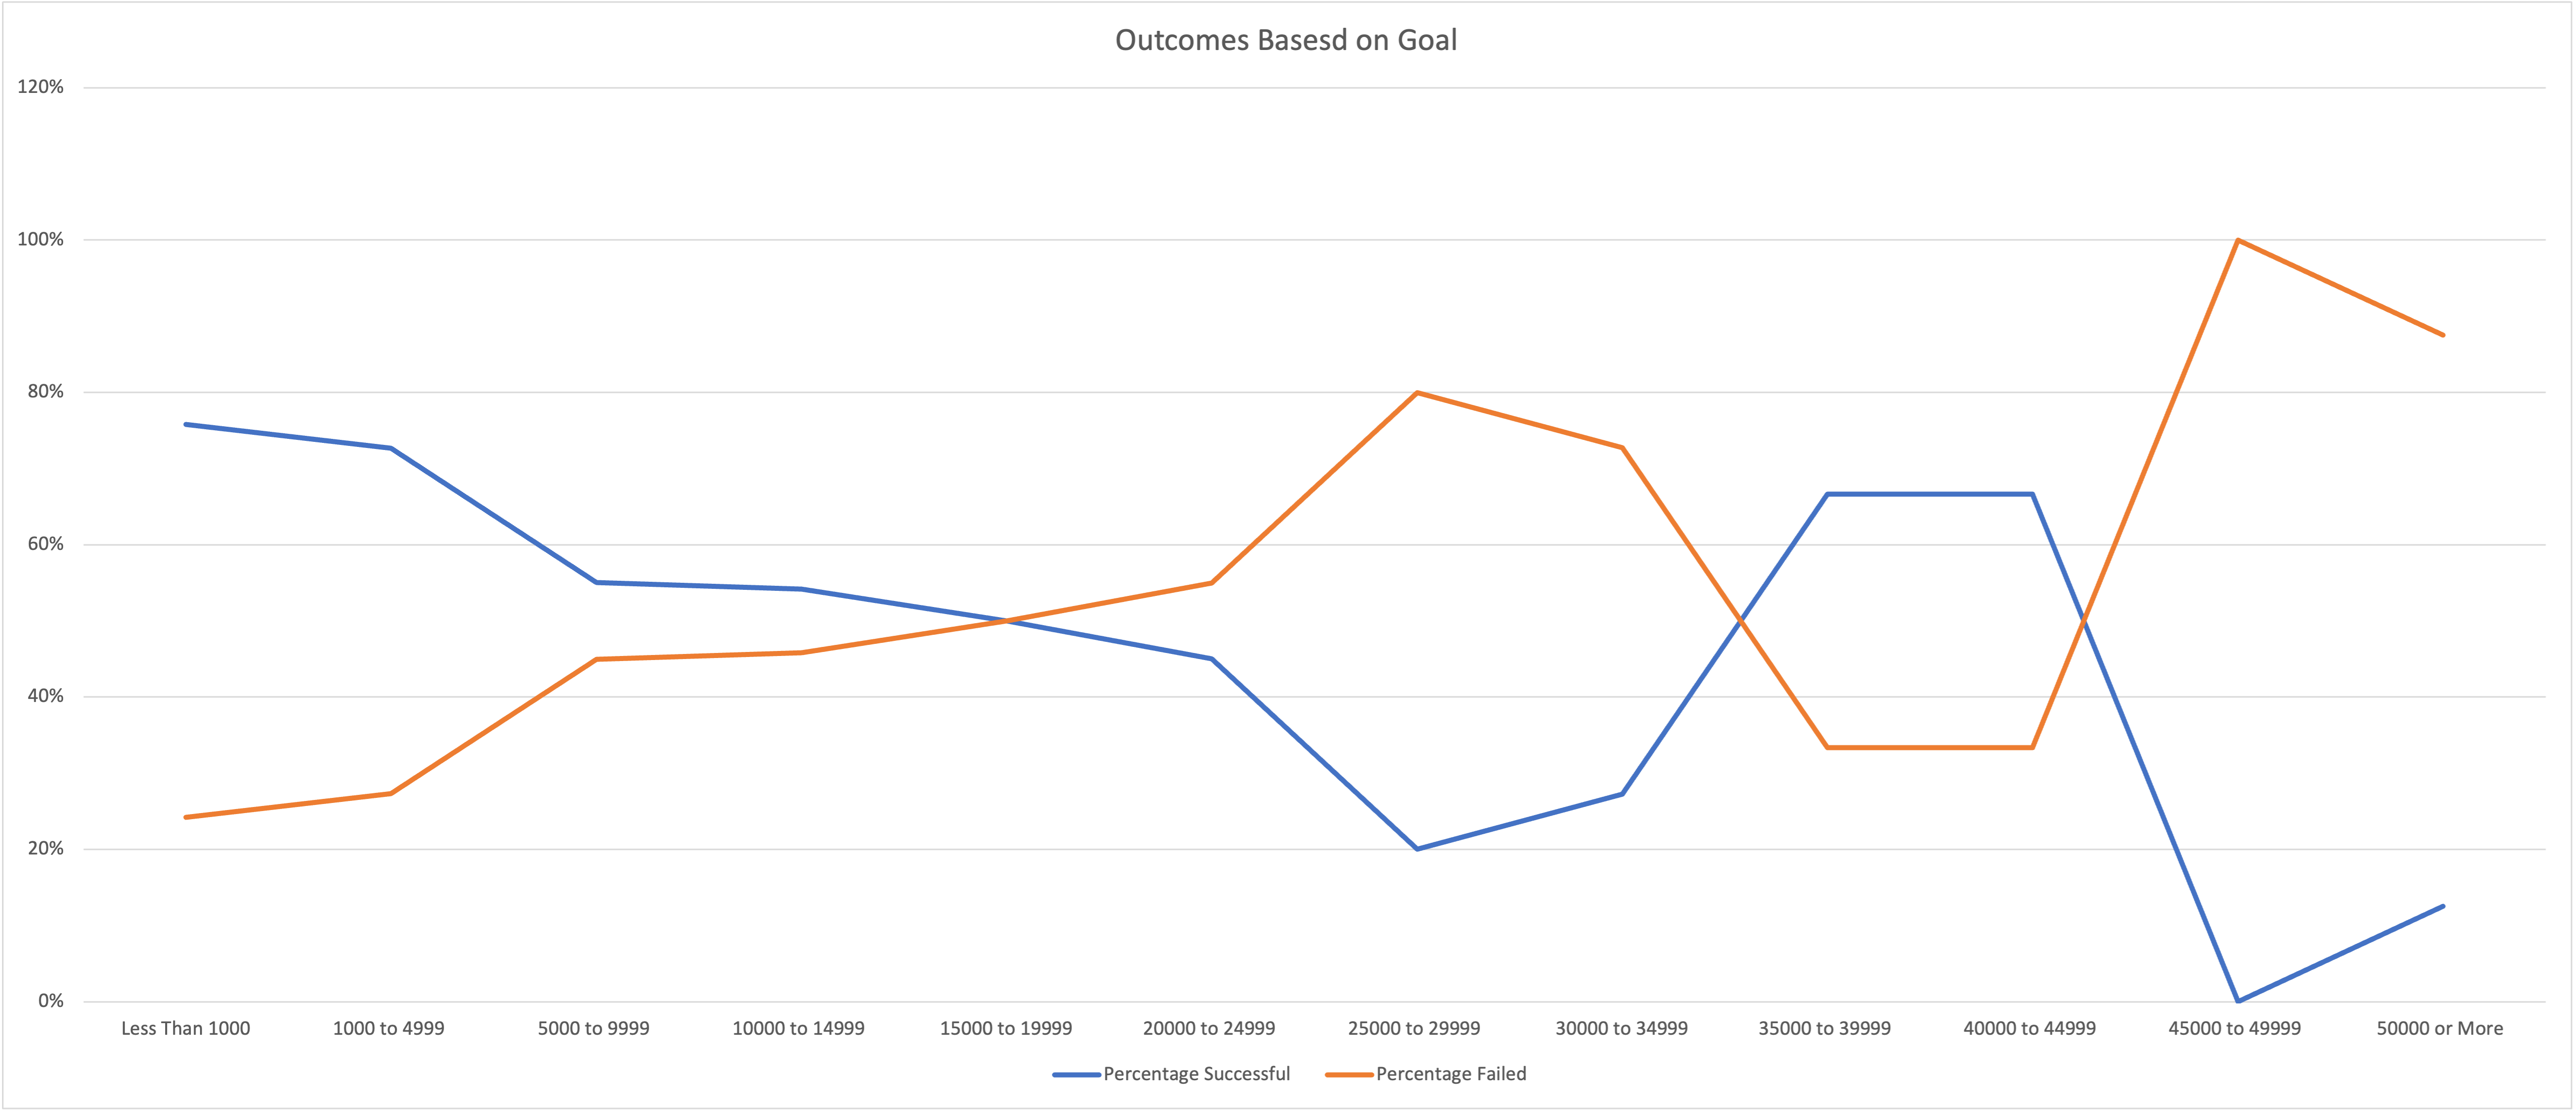 Outcomes Basesd on Goal
120%
100%
80%
60%
40%
20%
0%
Less Than 1000
1000 to 4999
5000 to 9999
10000 to 14999
15000 to 19999
20000 to 24999
25000 to 29999
30000 to 34999
35000 to 39999
40000 to 44999
45000 to 49999
50000 or More
Percentage Successful
Percentage Failed